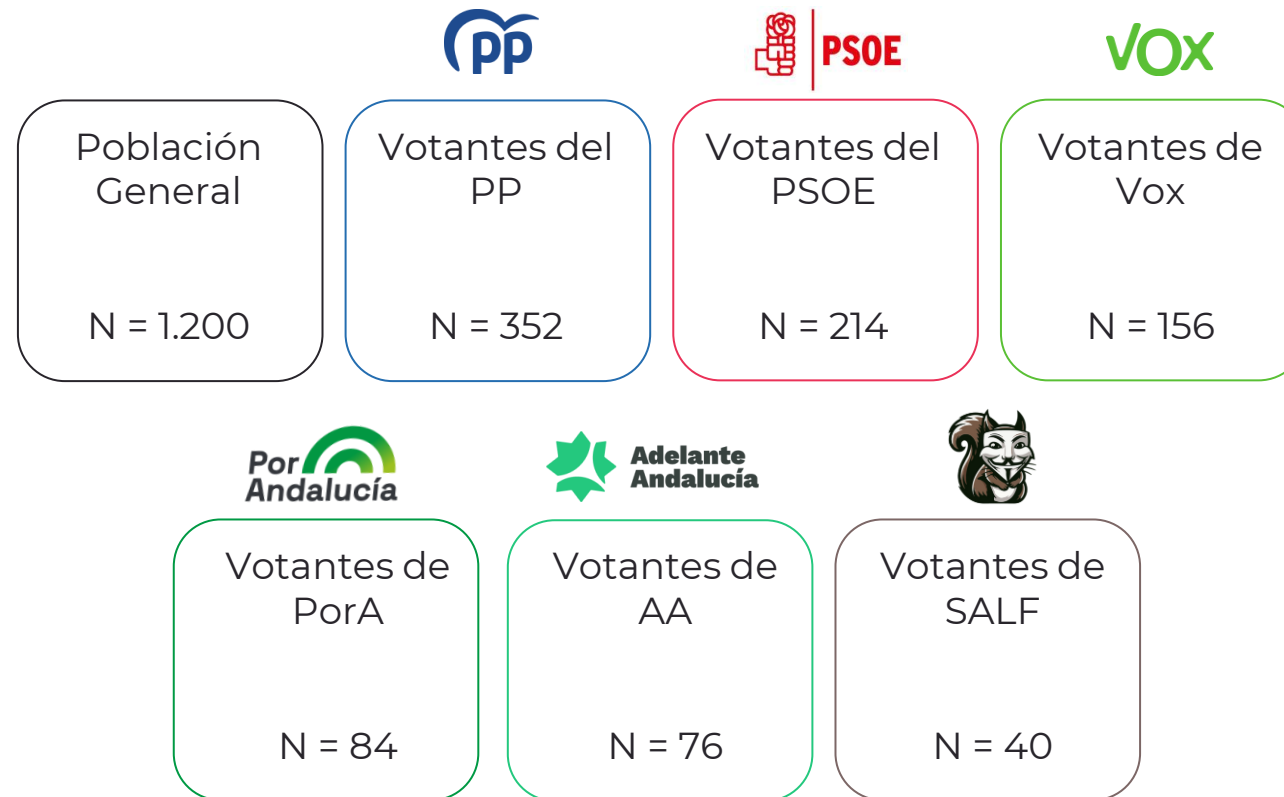 PP
PSOE
VOX
Población
General
N = 1.200
Votantes del
PP
N = 352
Votantes del
PSOE
N = 214
Votantes de
Vox
N = 156
Por
Andalucía
Adelante
Andalucía
Votantes de
PorA
N = 84
Votantes de
AA
N = 76
Votantes de
SALF
N = 40